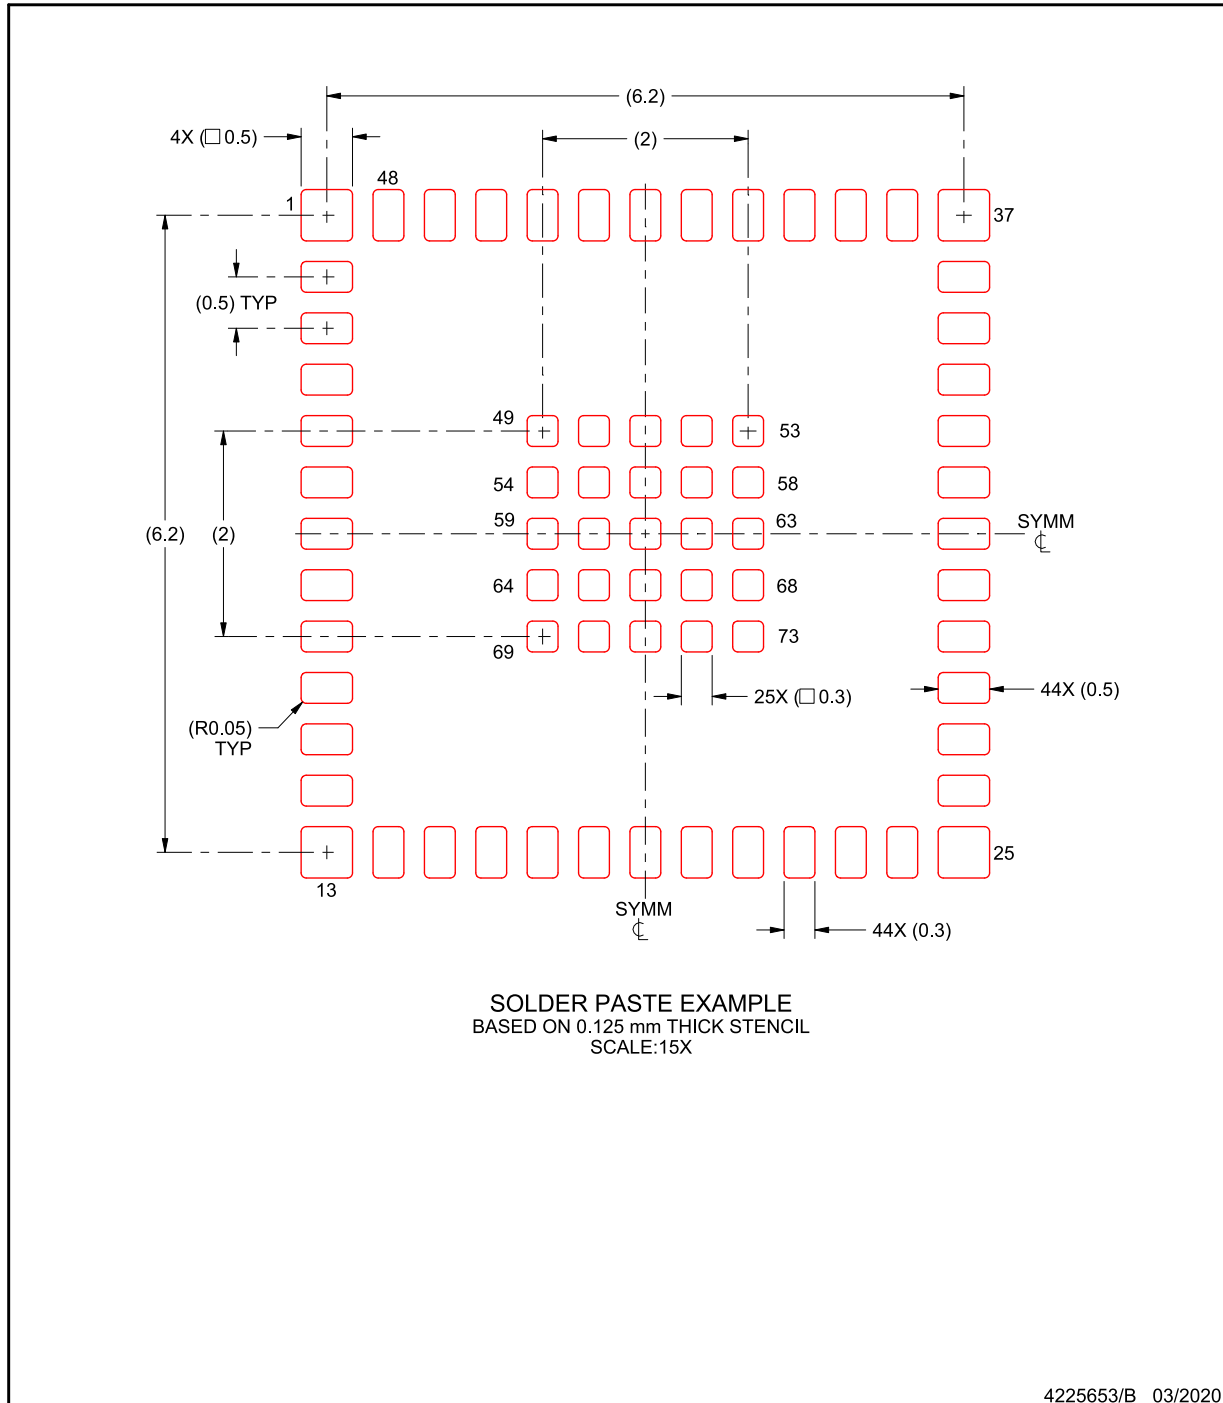 (6.2)
4X (□ 0.5)
(2)
48
1
37
(0.5) TYP
49
53
54
58
59
63
SYMM
℄
(6.2)
(2)
64
68
69
73
25X (□ 0.3)
44X (0.5)
(R0.05)
TYP
13
25
SYMM
℄
44X (0.3)
SOLDER PASTE EXAMPLE
BASED ON 0.125 mm THICK STENCIL
SCALE:15X
4225653/B 03/2020